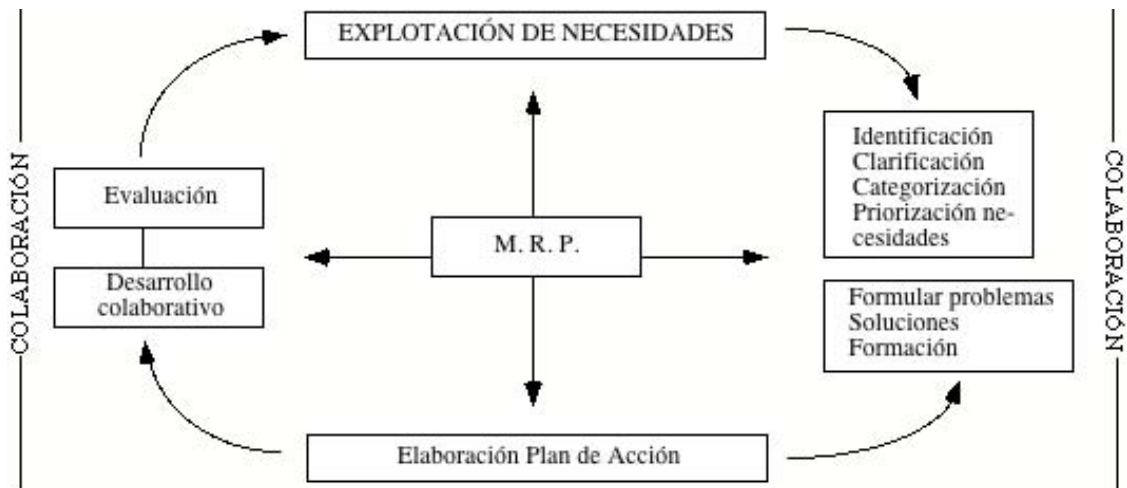 EXPLOTACIÓN DE NECESIDADES
COLABORACIÓN
Identificación
Clarificación
Categorización
Priorización ne-
cesidades
COLABORACIÓN
Evaluación
M. R. P.
Desarrollo
colaborativo
Formular problemas
Soluciones
Formación
Elaboración Plan de Acción